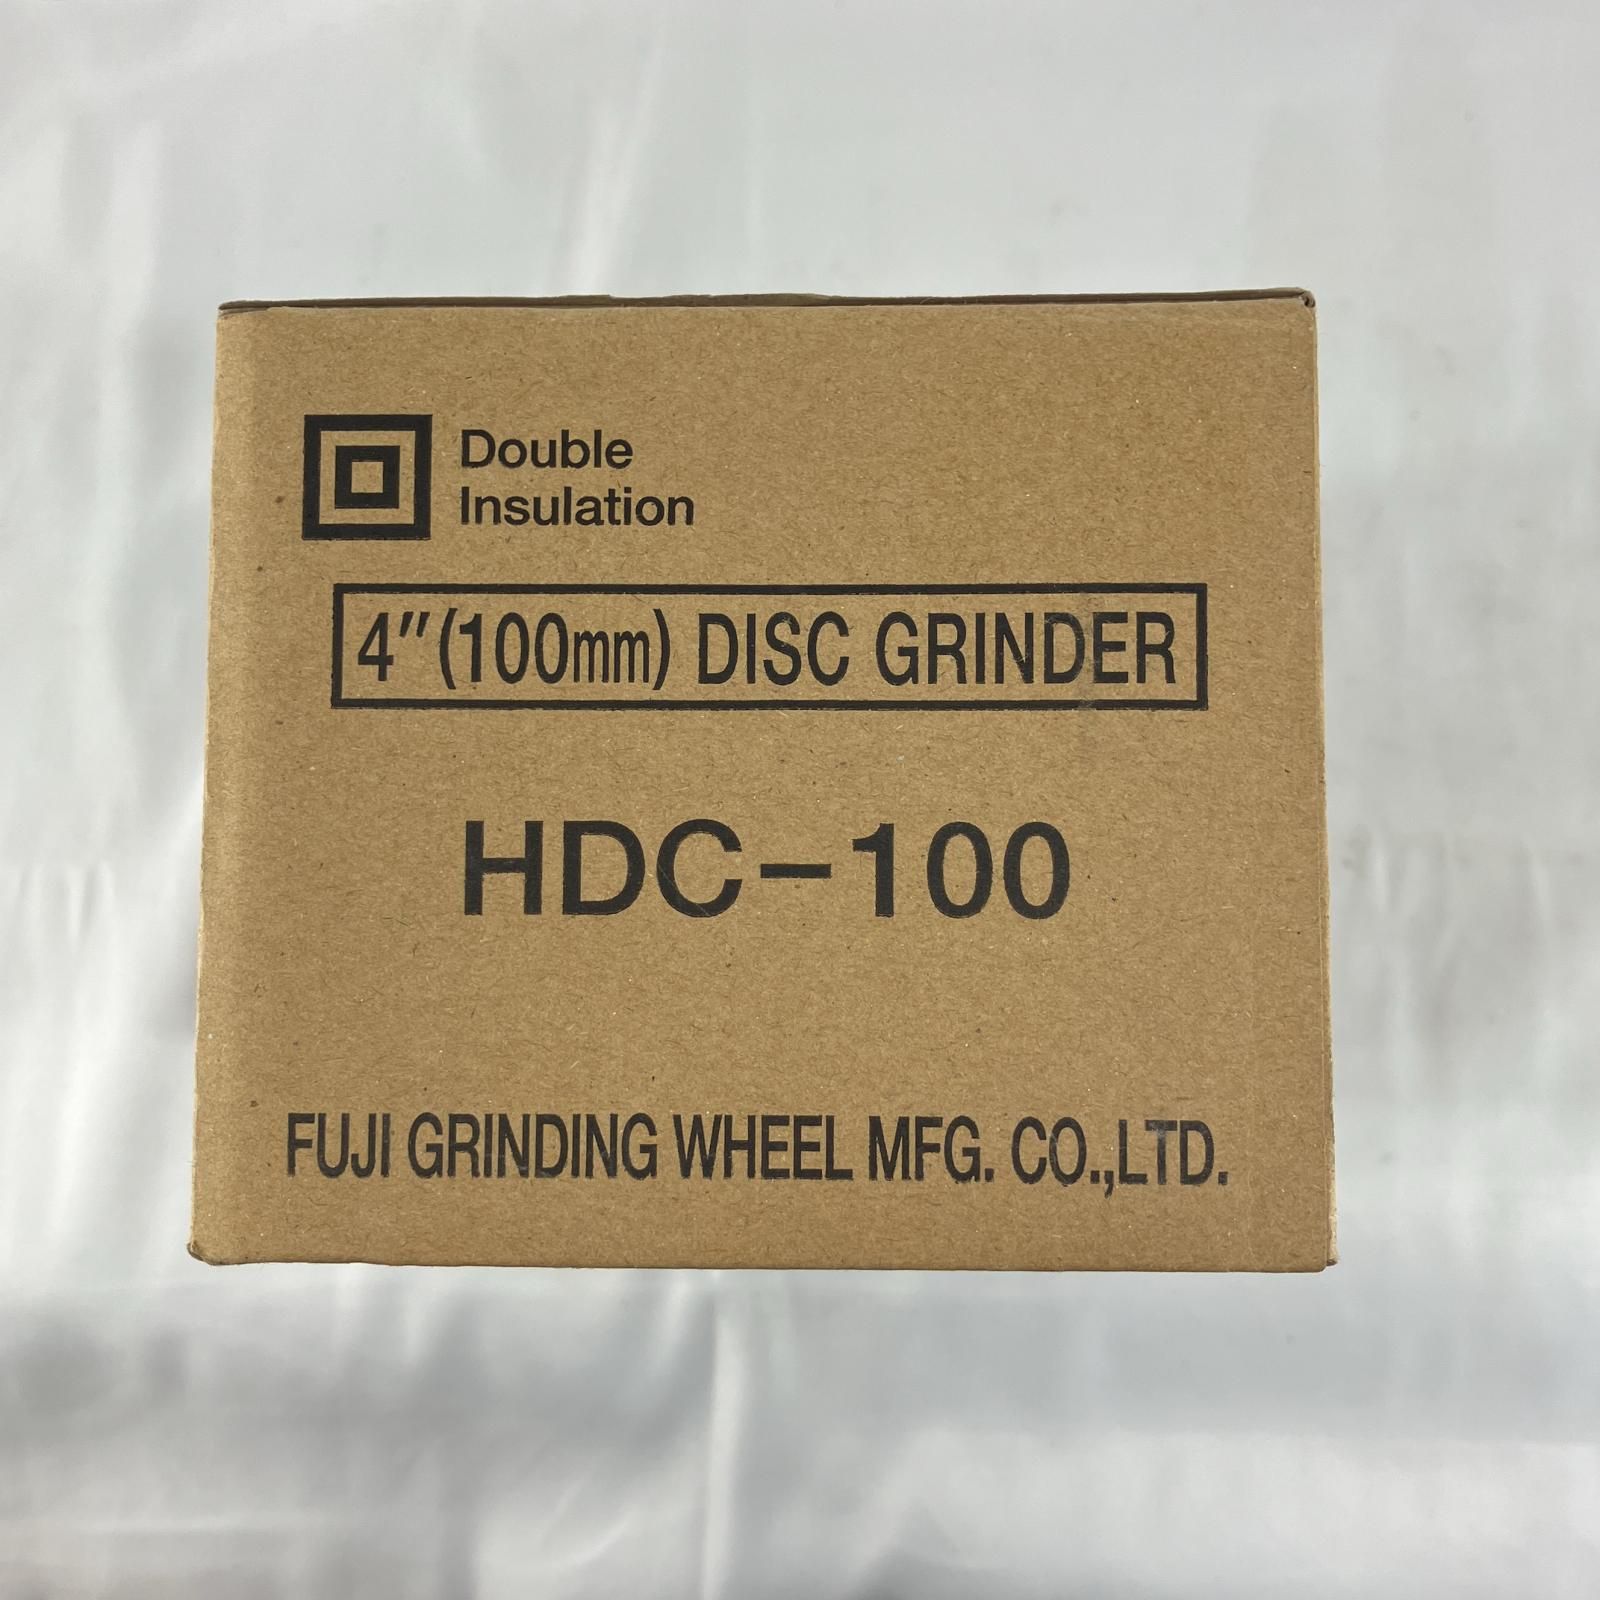 Double
Insulation
4″(100mm) DISC GRINDER
HDC-100
FUJI GRINDING WHEEL MFG. CO.,LTD.